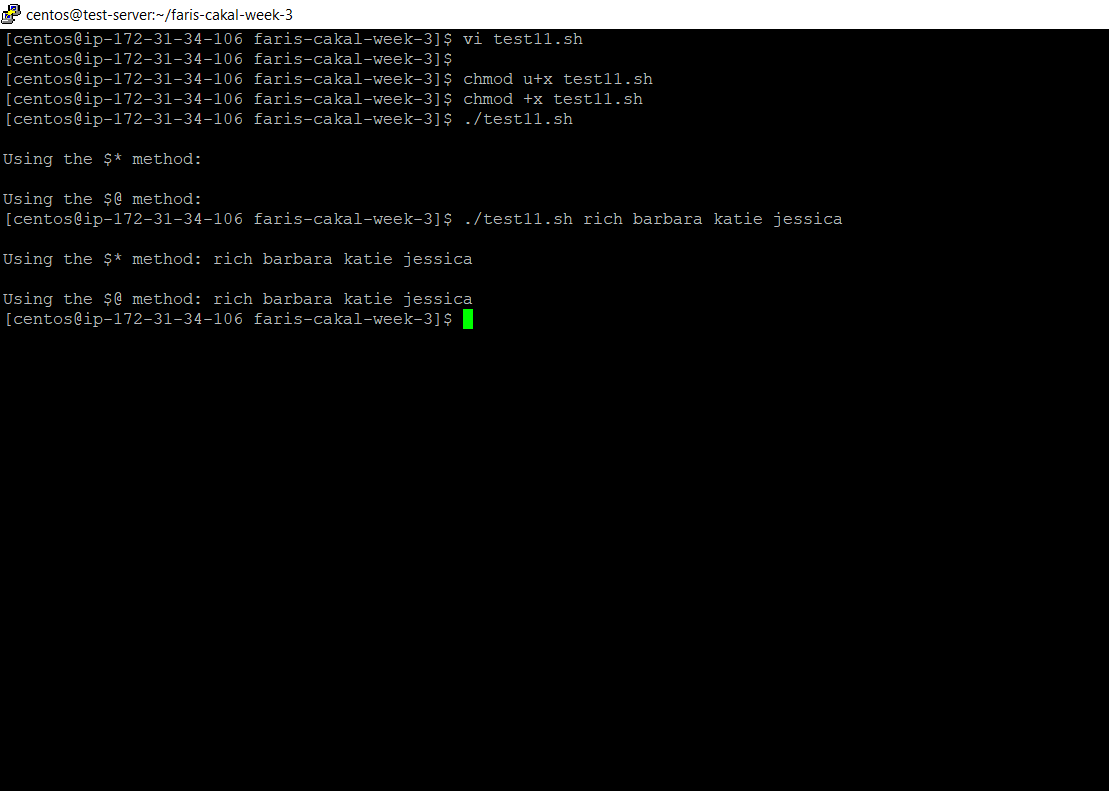 centos@test-server:~/faris-cakal-week-3
[centos@ip-172-31-34-106 faris-cakal-week-3]$ vi test11.sh
[centos@ip-172-31-34-106 faris-cakal-week-3]$
[centos@ip-172-31-34-106 faris-cakal-week-3]$ chmod u+x test11.sh
[centos@ip-172-31-34-106 faris-cakal-week-3]$ chmod +x test11.sh
[centos@ip-172-31-34-106 faris-cakal-week-3]$ ./test11.sh
Using the $* method:
Using the $@ method:
[centos@ip-172-31-34-106 faris-cakal-week-3]$ ./test11.sh rich barbara katie jessica
Using the $* method: rich barbara katie jessica
Using the $@ method: rich barbara katie jessica
[centos@ip-172-31-34-106 faris-cakal-week-3]$